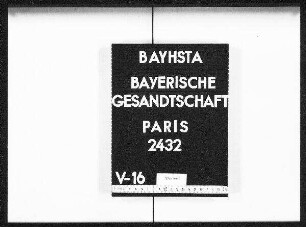 BAYHSTA
BAYERISCHE
GESANDTSCHAFT
PARIS
2432
V-16